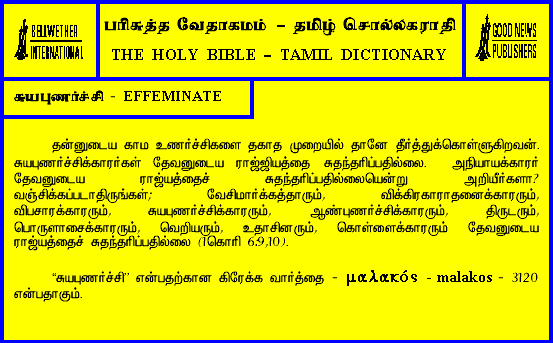 BELLWETHER
INTERNATIONAL
பரிசுத்த வேதாகமம் – தமிழ் சொல்லகராதி
THE HOLY BIBLE – TAMIL DICTIONARY
GOOD NEWS
PUBLISHERS
சுயபுணர்ச்சி - EFFEMINATE
தன்னுடைய காம உணர்ச்சிகளை தகாத முறையில் தானே தீர்த்துக்கொள்ளுகிறவன்.
சுயபுணர்ச்சிக்காரர்கள் தேவனுடைய ராஜ்ஜியத்தை சுதந்தரிப்பதில்லை. அநியாயக்காரர்
தேவனுடைய ராஜ்யத்தைச் சுதந்தரிப்பதில்லையென்று அறியீர்களா?
வஞ்சிக்கப்படாதிருங்கள்; வேசிமார்க்கத்தாரும், விக்கிரகாராதனைக்காரரும்,
விபசாரக்காரரும், சுயபுணர்ச்சிக்காரரும், ஆண்புணர்ச்சிக்காரரும், திருடரும்,
பொருளாசைக்காரரும், வெறியரும், உதாசினரும், கொள்ளைக்காரரும் தேவனுடைய
ராஜ்யத்தைச் சுதந்தரிப்பதில்லை (1கொரி 6:9,10).
“சுயபுணர்ச்சி” என்பதற்கான கிரேக்க வார்த்தை - μαλακός - malakos - 3120
என்பதாகும்.